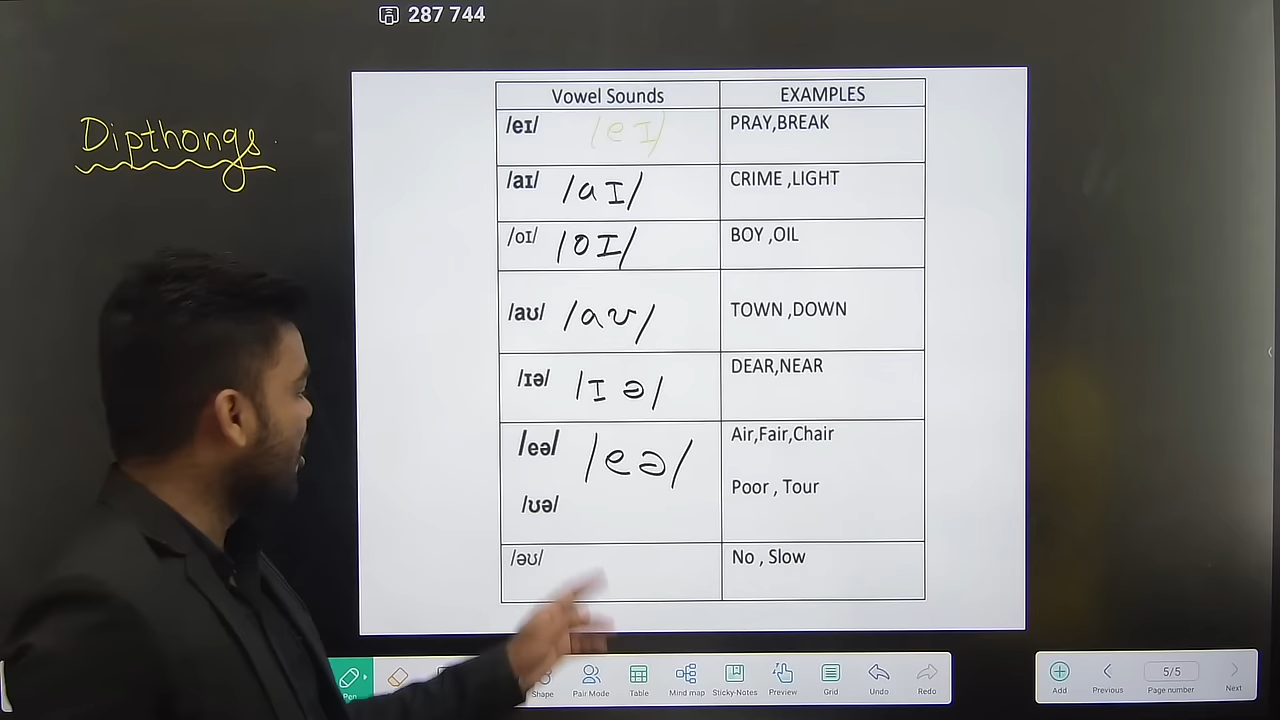 287 744
Dipthongs
Vowel Sounds EXAMPLES
/eɪ/ /eI/ PRAY,BREAK
/aɪ/ /aI/ CRIME ,LIGHT
/oɪ/ /oI/ BOY ,OIL
/aʊ/ /aʊ/ TOWN ,DOWN
/ɪə/ /I ə/ DEAR,NEAR
/eə/ /eə/ Air,Fair,Chair
/ʊə/ Poor , Tour
/əʊ/ No , Slow
Pen Shape Pair Mode Table Mind map Sticky-Notes Preview Grid Undo Redo
Add Previous 5/5 Page number Next